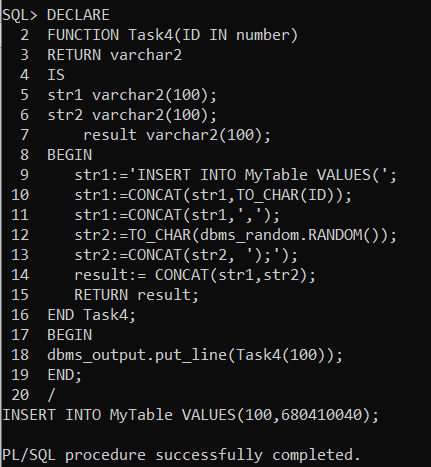 SQL> DECLARE
  2  FUNCTION Task4(ID IN number)
  3  RETURN varchar2
  4  IS
  5  str1 varchar2(100);
  6  str2 varchar2(100);
  7      result varchar2(100);
  8  BEGIN
  9     str1:='INSERT INTO MyTable VALUES(';
 10     str1:=CONCAT(str1,TO_CHAR(ID));
 11     str1:=CONCAT(str1,',');
 12     str2:=TO_CHAR(dbms_random.RANDOM());
 13     str2:=CONCAT(str2, ');');
 14     result:= CONCAT(str1,str2);
 15     RETURN result;
 16  END Task4;
 17  BEGIN
 18  dbms_output.put_line(Task4(100));
 19  END;
 20  /
INSERT INTO MyTable VALUES(100,680410040);
PL/SQL procedure successfully completed.